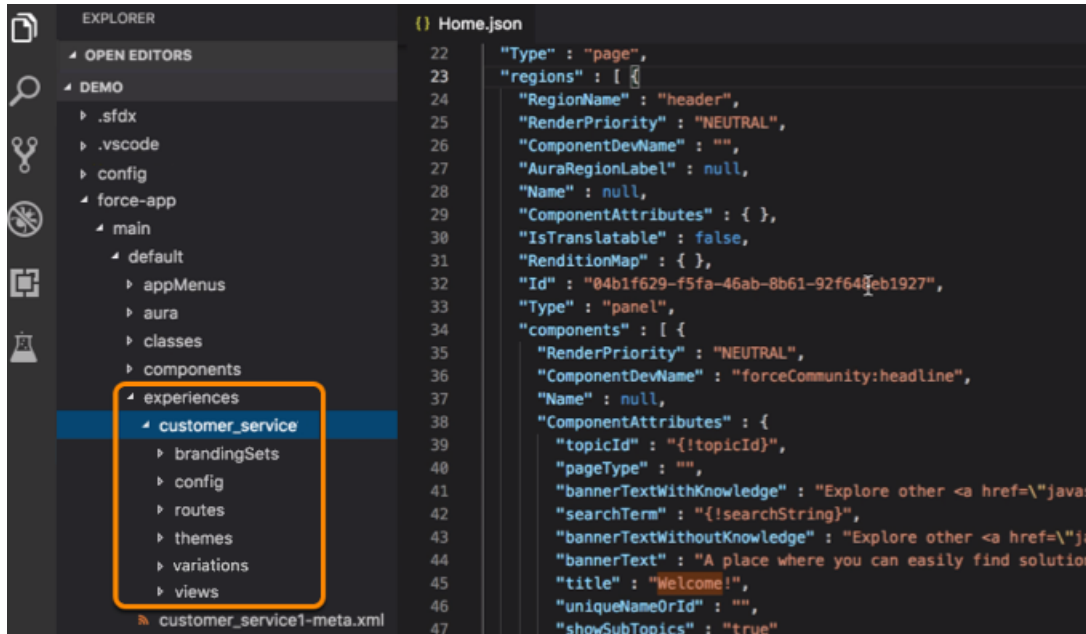 EXPLORER
OPEN EDITORS
DEMO
.sfdx
.vscode
config
force-app
main
default
appMenus
aura
classes
components
experiences
customer_service
brandingSets
config
routes
themes
variations
views
customer_service1-meta.xml
{} Home.json
22 "Type" : "page",
23 "regions" : [ {
24 "RegionName" : "header",
25 "RenderPriority" : "NEUTRAL",
26 "ComponentDevName" : "",
27 "AuraRegionLabel" : null,
28 "Name" : null,
29 "ComponentAttributes" : { },
30 "IsTranslatable" : false,
31 "RenditionMap" : { },
32 "Id" : "04b1f629-f5fa-46ab-8b61-92f648eb1927",
33 "Type" : "panel",
34 "components" : [ {
35 "RenderPriority" : "NEUTRAL",
36 "ComponentDevName" : "forceCommunity:headline",
37 "Name" : null,
38 "ComponentAttributes" : {
39 "topicId" : "{!topicId}",
40 "pageType" : "",
41 "bannerTextWithKnowledge" : "Explore other <a href=\"javas
42 "searchTerm" : "{!searchString}",
43 "bannerTextWithoutKnowledge" : "Explore other <a href=\"ja
44 "bannerText" : "A place where you can easily find solution
45 "title" : "Welcome!",
46 "uniqueNameOrId" : "",
47 "showSubTopics" : "true"